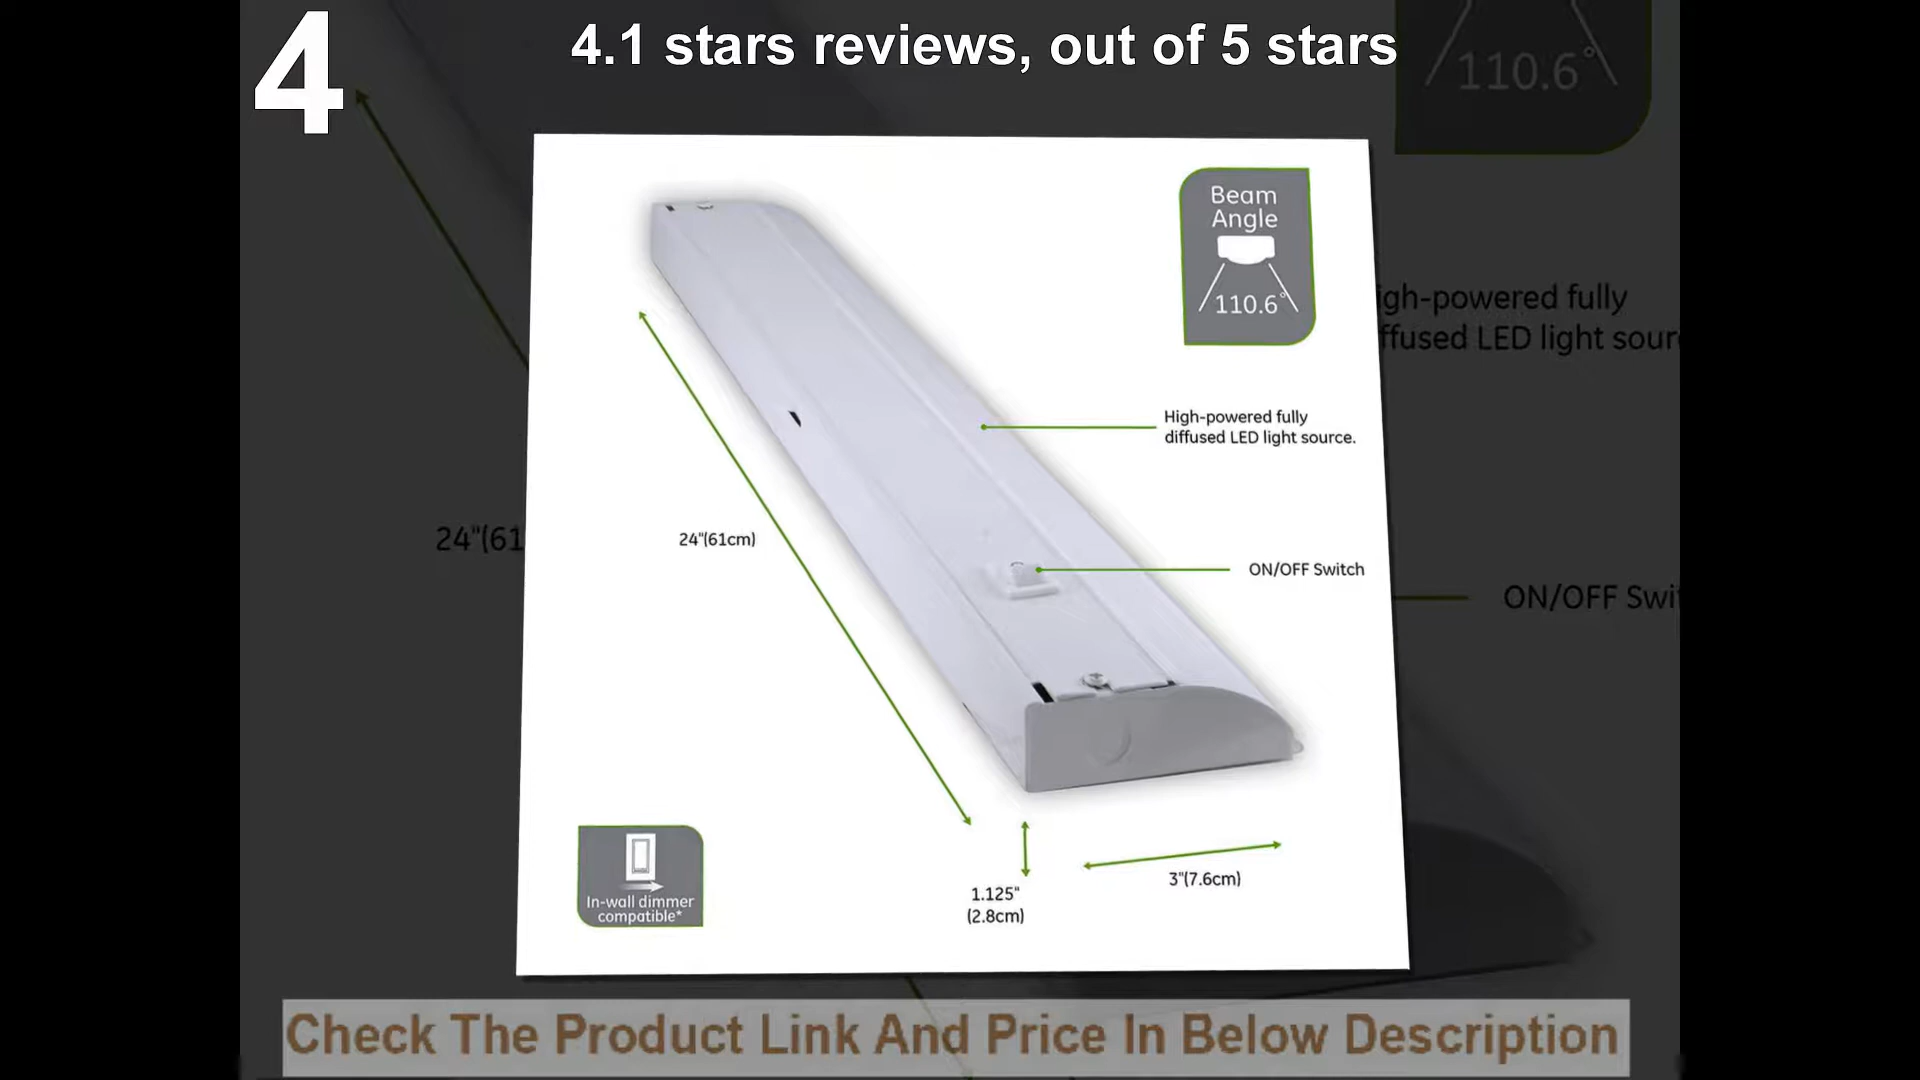 4
4.1 stars reviews, out of 5 stars
110.6°
Beam
Angle
110.6°
High-powered fully
diffused LED light source.
igh-powered fully
ffused LED light sour
24"(61cm)
24"(61
ON/OFF Switch
ON/OFF Swit
In-wall dimmer
compatible*
1.125"
(2.8cm)
3"(7.6cm)
Check The Product Link And Price In Below Description